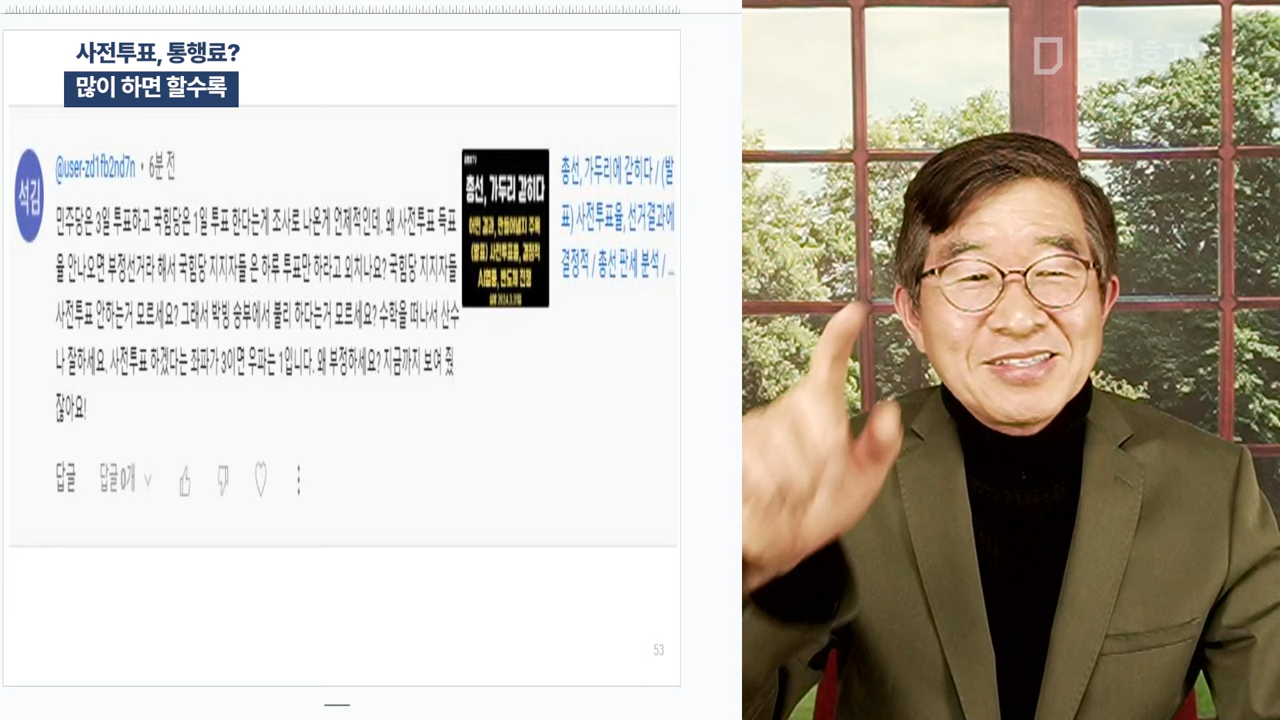 사전투표, 통행료?
많이 하면 할수록
공병호TV
석김
@user-zd1fb2nd7n • 6분 전
민주당은 3일 투표하고 국힘당은 1일 투표 한다는게 조사로 나온게 언제적인데. 왜 사전투표 득표
율 안나오면 부정선거라 해서 국힘당 지지자들 은 하루 투표만 하라고 외치나요? 국힘당 지지자들
사전투표 안하는거 모르세요? 그래서 박빙 승부에서 불리 하다는거 모르세요? 수학을 떠나서 산수
나 잘하세요. 사전투표 하겠다는 좌파가 3이면 우파는 1입니다. 왜 부정하세요? 지금까지 보여 줬
잖아요!
총선, 가두리 갇히다
총선, 가두리에 갇히다 / (발
표) 사전투표율, 선거결과에
결정적 / 총선 판세 분석 / ...
답글
답글 0개
53